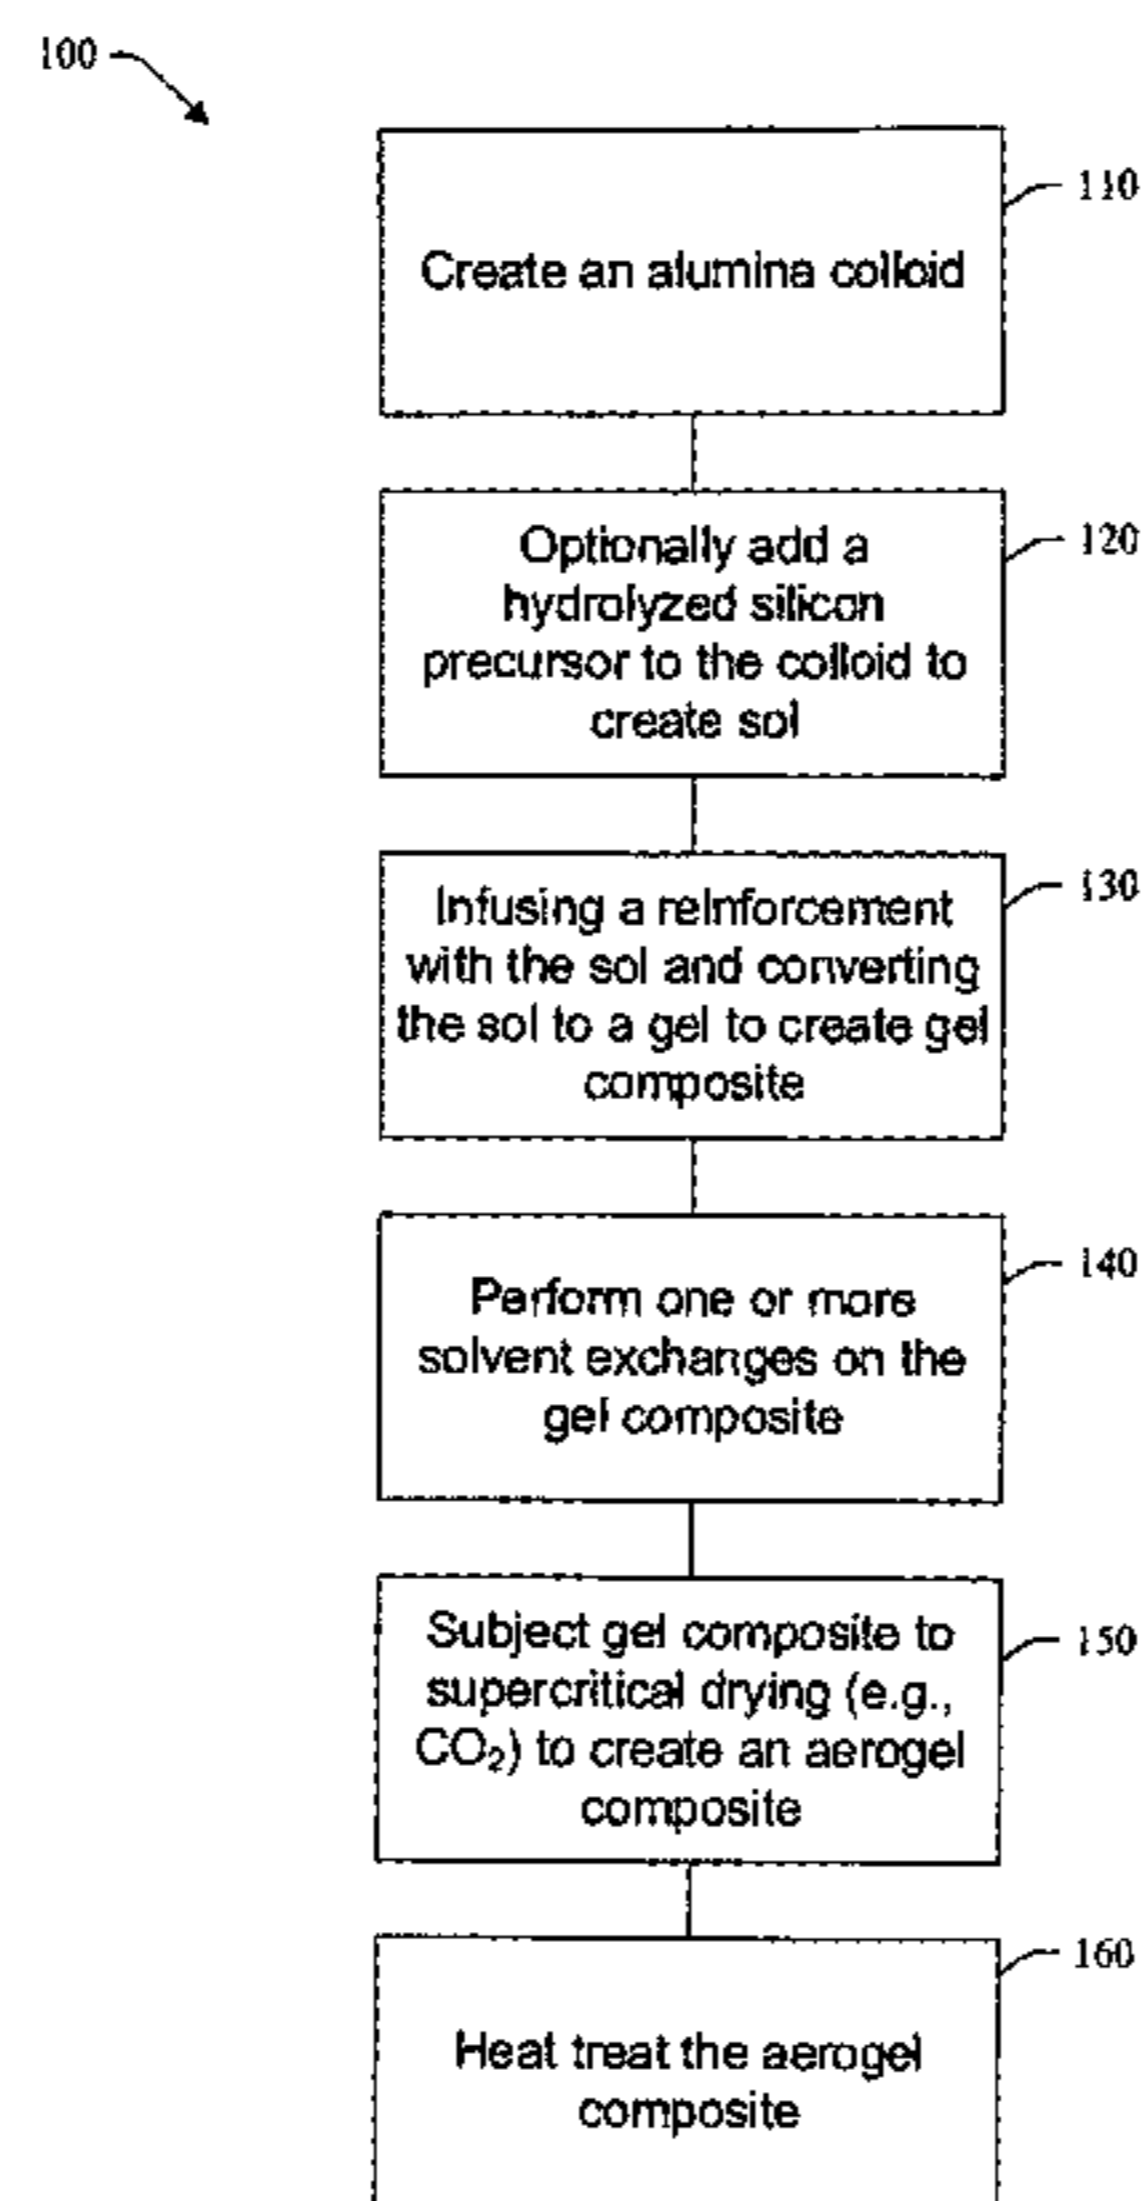 100
110
Create an alumina colloid
120
Optionally add a
hydrolyzed silicon
precursor to the colloid to
create sol
130
Infusing a reinforcement
with the sol and converting
the sol to a gel to create gel
composite
140
Perform one or more
solvent exchanges on the
gel composite
150
Subject gel composite to
supercritical drying (e.g.,
CO₂) to create an aerogel
composite
160
Heat treat the aerogel
composite